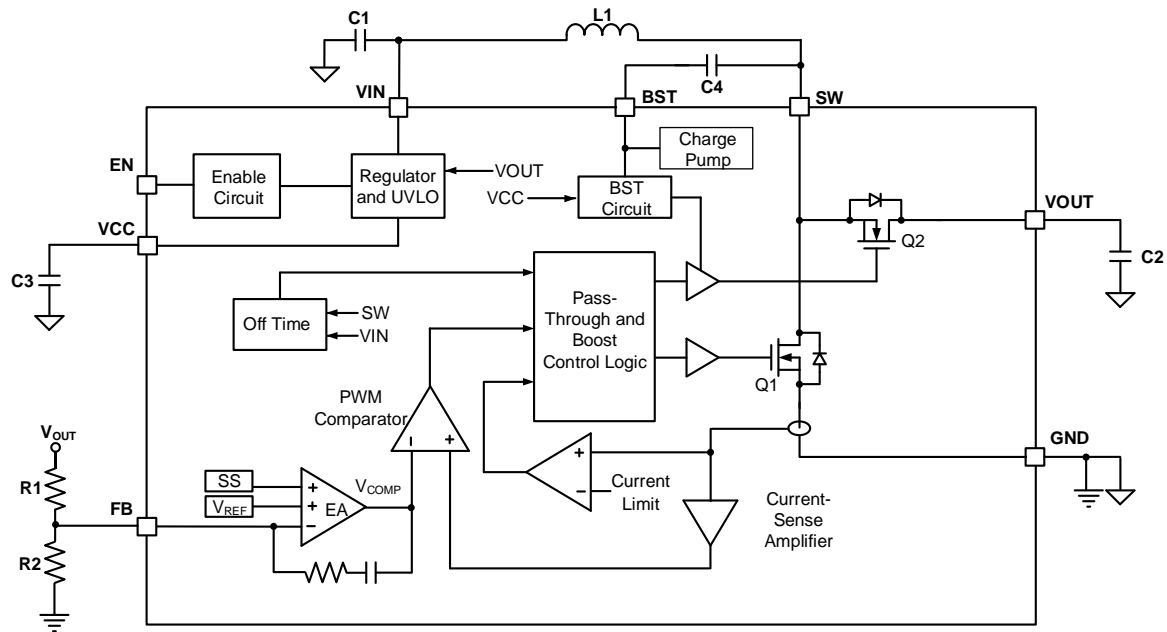 L1
C1
C4
VIN
BST
SW
EN
Enable
Circuit
Regulator
and UVLO
VOUT
Charge
Pump
VCC
BST
Circuit
VOUT
VCC
Q2
C3
C2
Off Time
SW
VIN
Pass-
Through and
Boost
Control Logic
Q1
PWM
Comparator
VOUT
R1
R2
FB
SS
VREF
+
+
−
EA
VCOMP
−
+
+
−
Current
Limit
Current-
Sense
Amplifier
GND